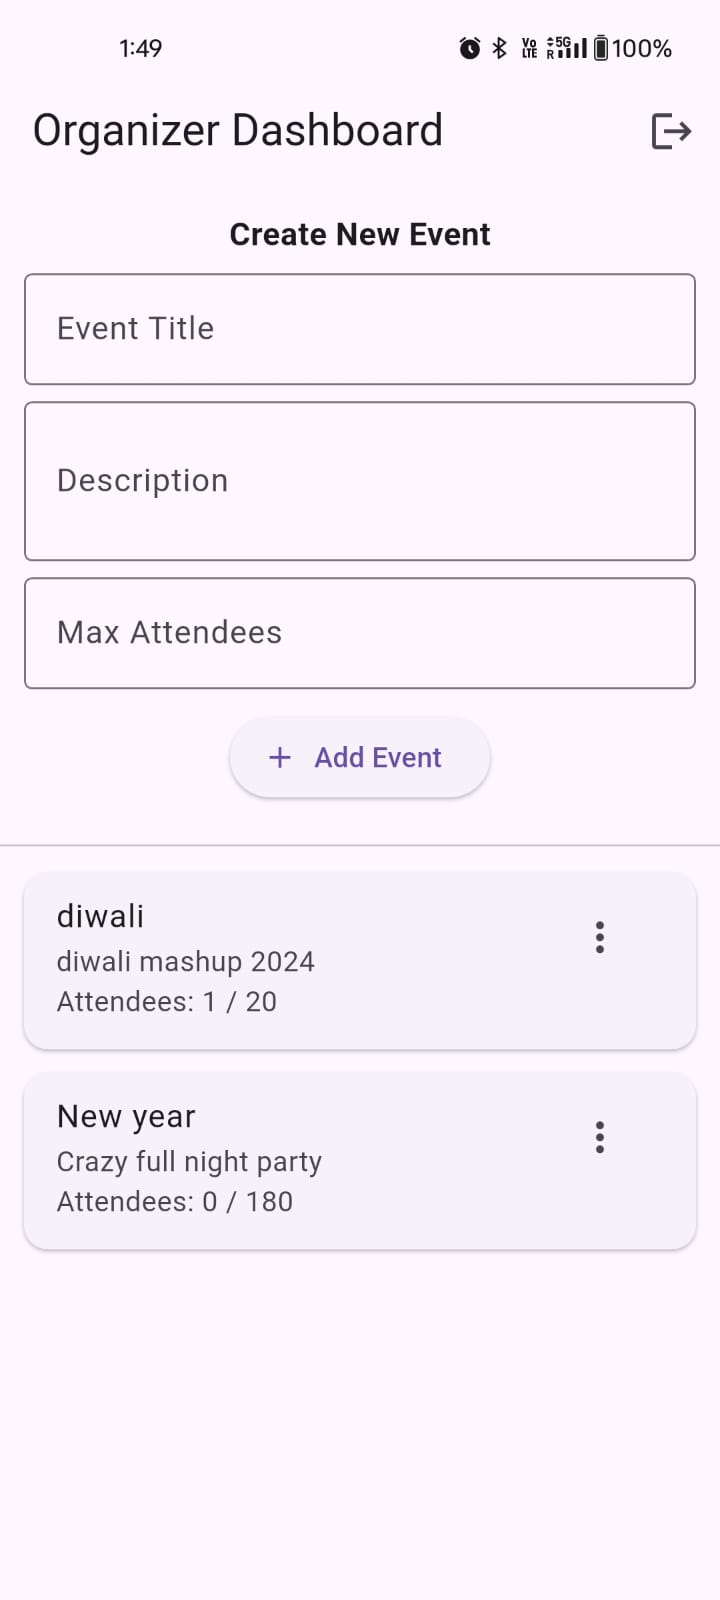 1:49 Vo LTE 5G R 100%
Organizer Dashboard
Create New Event
Event Title
Description
Max Attendees
+ Add Event
diwali
diwali mashup 2024
Attendees: 1 / 20
New year
Crazy full night party
Attendees: 0 / 180